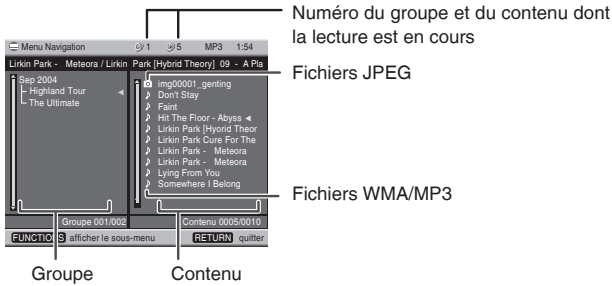 Numéro du groupe et du contenu dont
la lecture est en cours
Menu Navigation 1 5 MP3 1:54
Lirkin Park - Meteora / Lirkin Park [Hybrid Theory] 09 - A Pla
Fichiers JPEG
Sep 2004
Highland Tour
The Ultimate
img00001_genting
Don't Stay
Faint
Hit The Floor - Abyss
Lirkin Park [Hyorid Theor
Lirkin Park Cure For The
Lirkin Park - Meteora
Lirkin Park - Meteora
Lying From You
Somewhere I Belong
Fichiers WMA/MP3
Groupe 001/002
Contenu 0005/0010
FUNCTIONS afficher le sous-menu
RETURN quitter
Groupe
Contenu